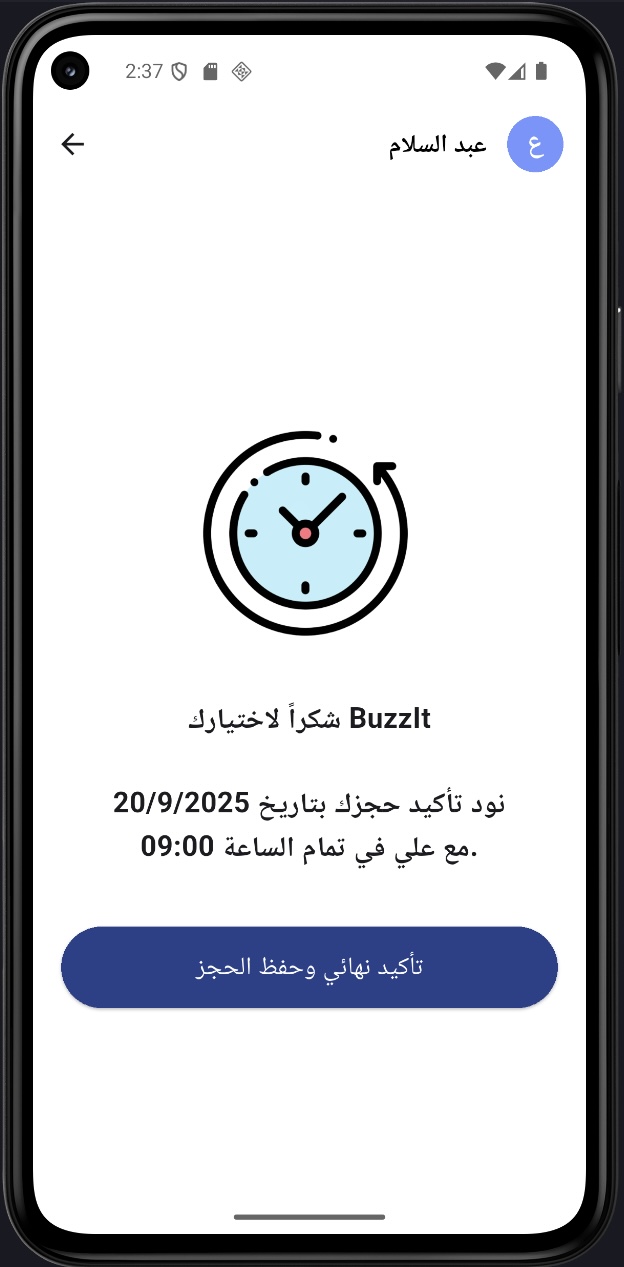 2:37
عبد السلام
ع
شكراً لاختيارك BuzzIt
نود تأكيد حجزك بتاريخ 20/9/2025
مع علي في تمام الساعة 09:00.
تأكيد نهائي وحفظ الحجز